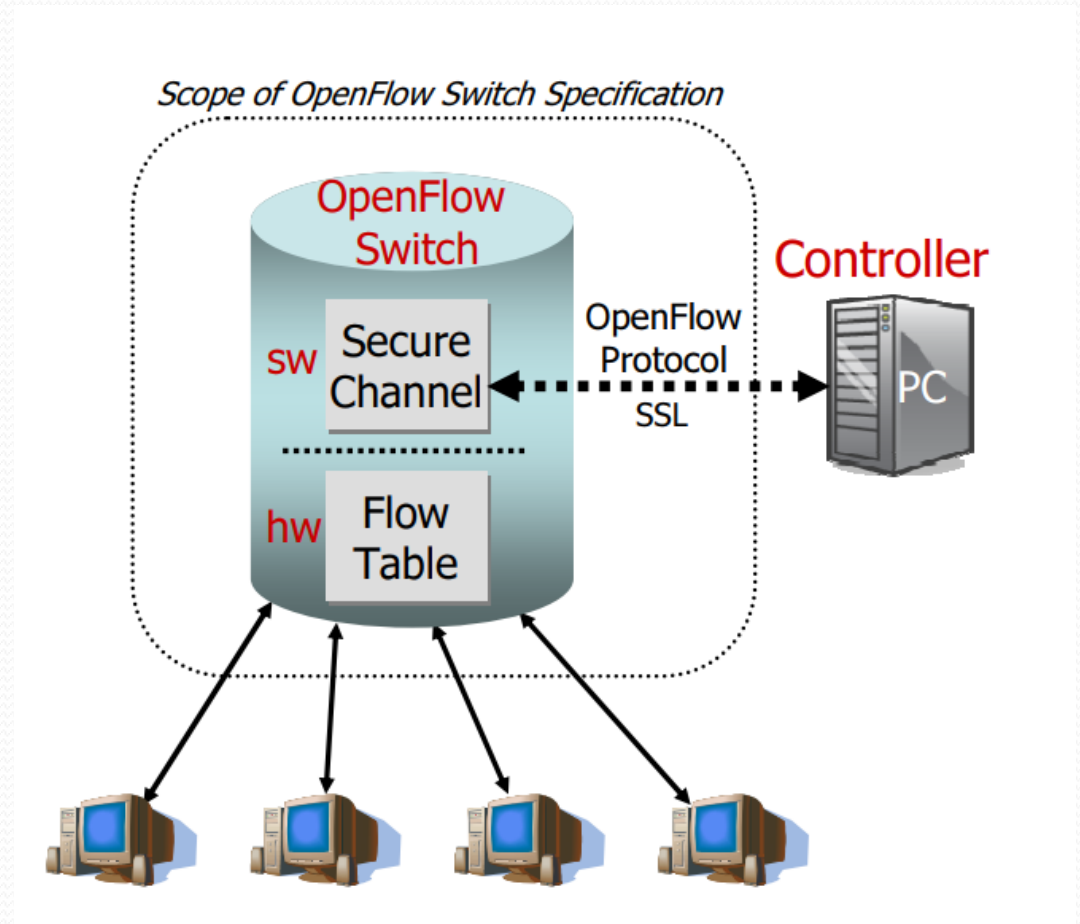 Scope of OpenFlow Switch Specification
OpenFlow
Switch
Controller
sw
Secure
Channel
OpenFlow
Protocol
SSL
PC
hw
Flow
Table